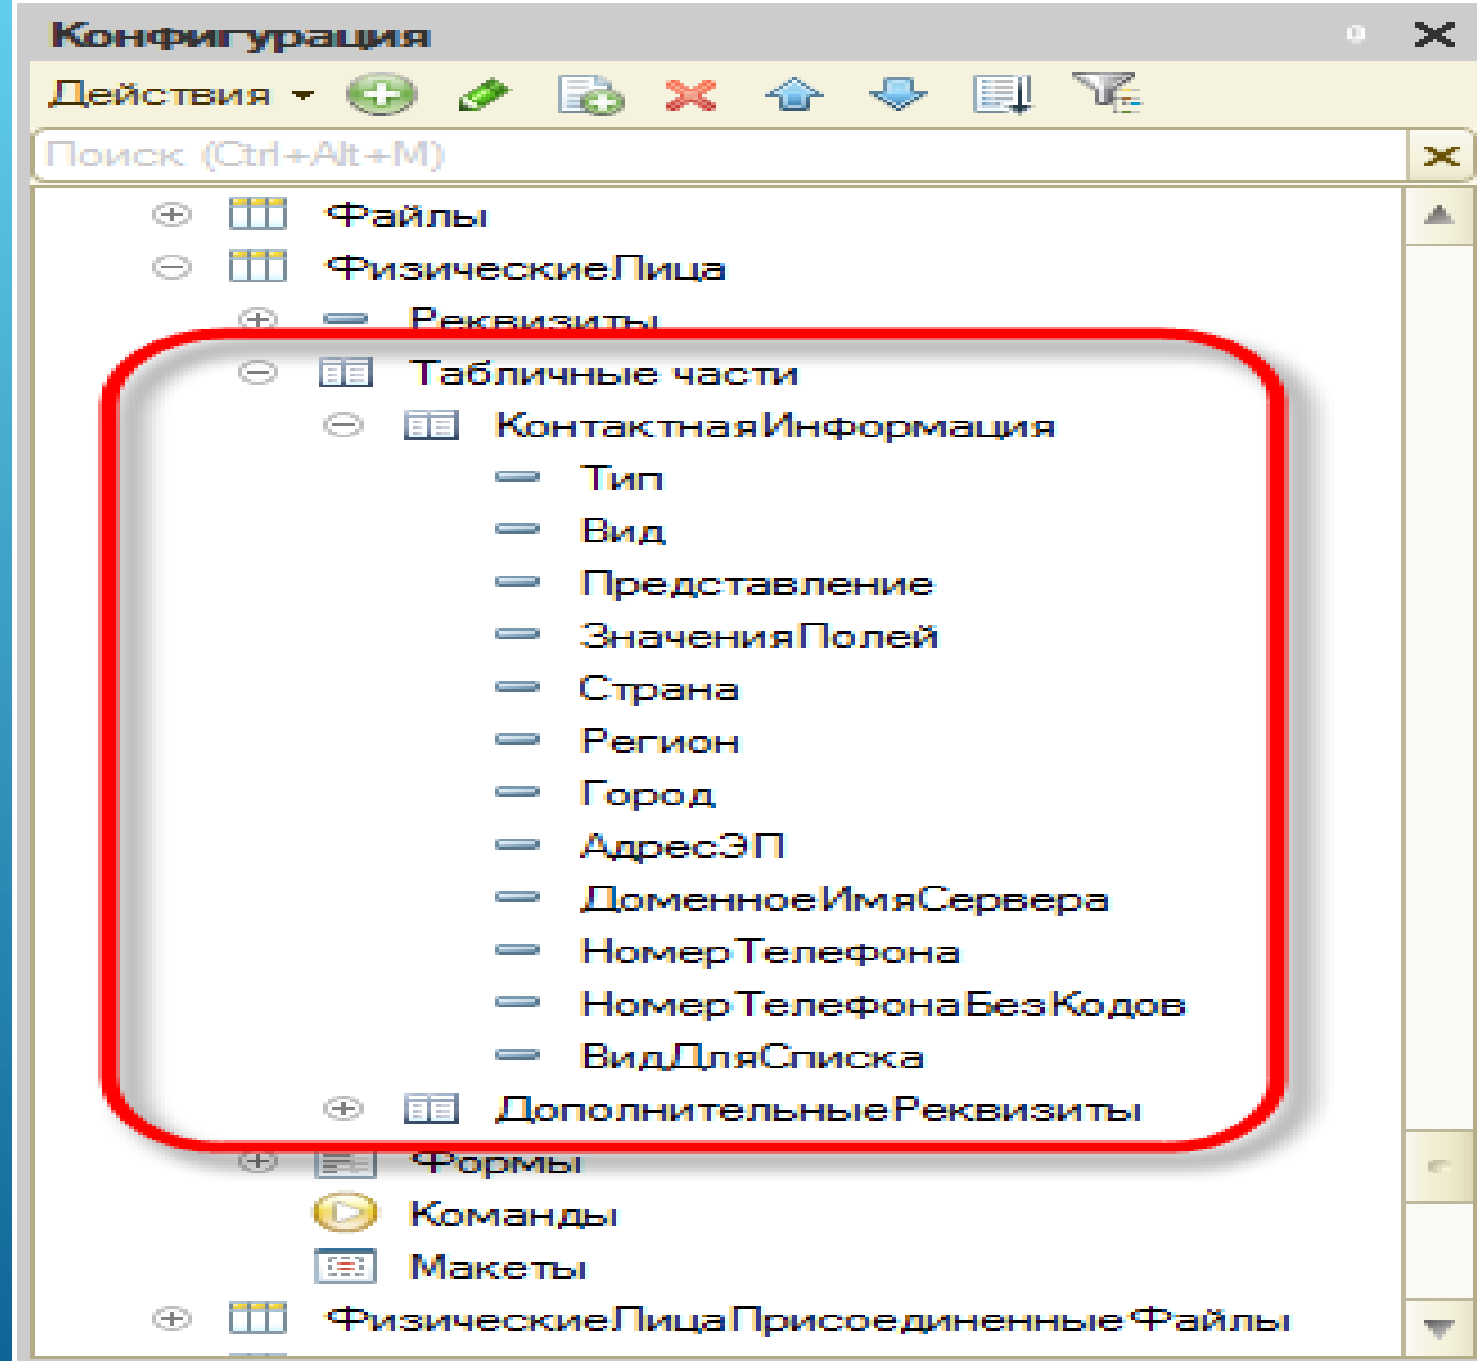 Конфигурация
Действия
Поиск (Ctrl+Alt+M)
Файлы
ФизическиеЛица
Реквизиты
Табличные части
КонтактнаяИнформация
Тип
Вид
Представление
ЗначенияПолей
Страна
Регион
Город
АдресЭП
ДоменноеИмяСервера
НомерТелефона
НомерТелефонаБезКодов
ВидДляСписка
ДополнительныеРеквизиты
Формы
Команды
Макеты
ФизическиеЛицаПрисоединенныеФайлы